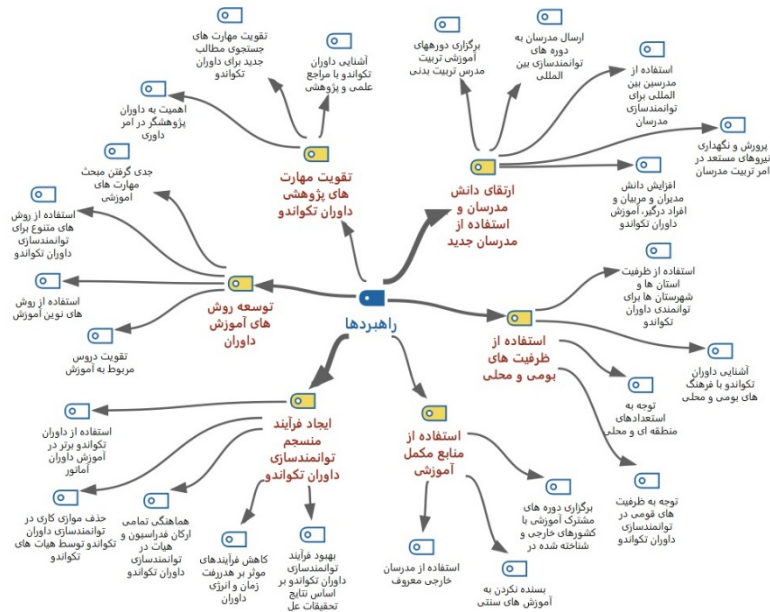 تقویت مهارت های
جستجوی مطالب
جدید برای داوران
تکواندو
آشنایی داوران
تکواندو با مراجع
علمی و پژوهشی
اهمیت به داوران
پژوهشگر در امر
داوری
تقویت مهارت
های پژوهشی
داوران تکواندو
برگزاری دورههای
آموزشی تربیت
مدرس تربیت بدنی
ارسال مدرسان به
دوره های
توانمندسازی بین
المللی
استفاده از
مدرسین بین
المللی برای
توانمندسازی
مدرسان
پرورش و نگهداری
نیروهای مستعد در
امر تربیت مدرسان
افزایش دانش
مدیران و مربیان و
افراد درگیر، آموزش
داوران تکواندو
ارتقای دانش
مدرسان و
استفاده از
مدرسان جدید
جدی گرفتن مبحث
مهارت های
اموزشی
استفاده از روش
های متنوع برای
توانمندسازی
داوران تکواندو
استفاده از روش
های نوین آموزش
تقویت دروس
مربوط به آموزش
توسعه روش
های آموزش
داوران
راهبردها
استفاده از ظرفیت
استان ها و
شهرستان ها برای
توانمندی داوران
تکواندو
آشنایی داوران
تکواندو با فرهنگ
های بومی و محلی
توجه به
استعدادهای
منطقه ای و محلی
توجه به ظرفیت
های قومی در
توانمندسازی
داوران تکواندو
استفاده از
ظرفیت های
بومی و محلی
استفاده از داوران
تکواندو برتر در
آموزش داوران
آماتور
حذف موازی کاری در
توانمندسازی داوران
تکواندو توسط هیات های
تکواندو
هماهنگی تمامی
ارکان فدراسیون و
هیات در
توانمندسازی
داوران تکواندو
کاهش فرآیندهای
موثر بر هدررفت
زمان و انرژی
داوران
بهبود فرآیند
توانمندسازی
داوران تکواندو بر
اساس نتایج
تحقیقات عل
ایجاد فرآیند
منسجم
توانمندسازی
داوران تکواندو
استفاده از
منابع مکمل
آموزشی
استفاده از مدرسان
خارجی معروف
برگزاری دوره های
مشترک آموزشی با
کشورهای خارجی و
شناخته شده در
بسنده نکردن به
آموزش های سنتی